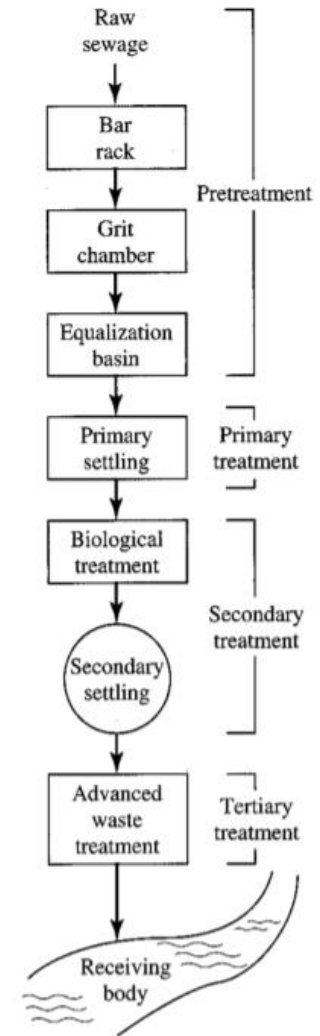 Raw
sewage
Bar
rack
Pretreatment
Grit
chamber
Equalization
basin
Primary
settling
Primary
treatment
Biological
treatment
Secondary
treatment
Secondary
settling
Advanced
waste
treatment
Tertiary
treatment
Receiving
body